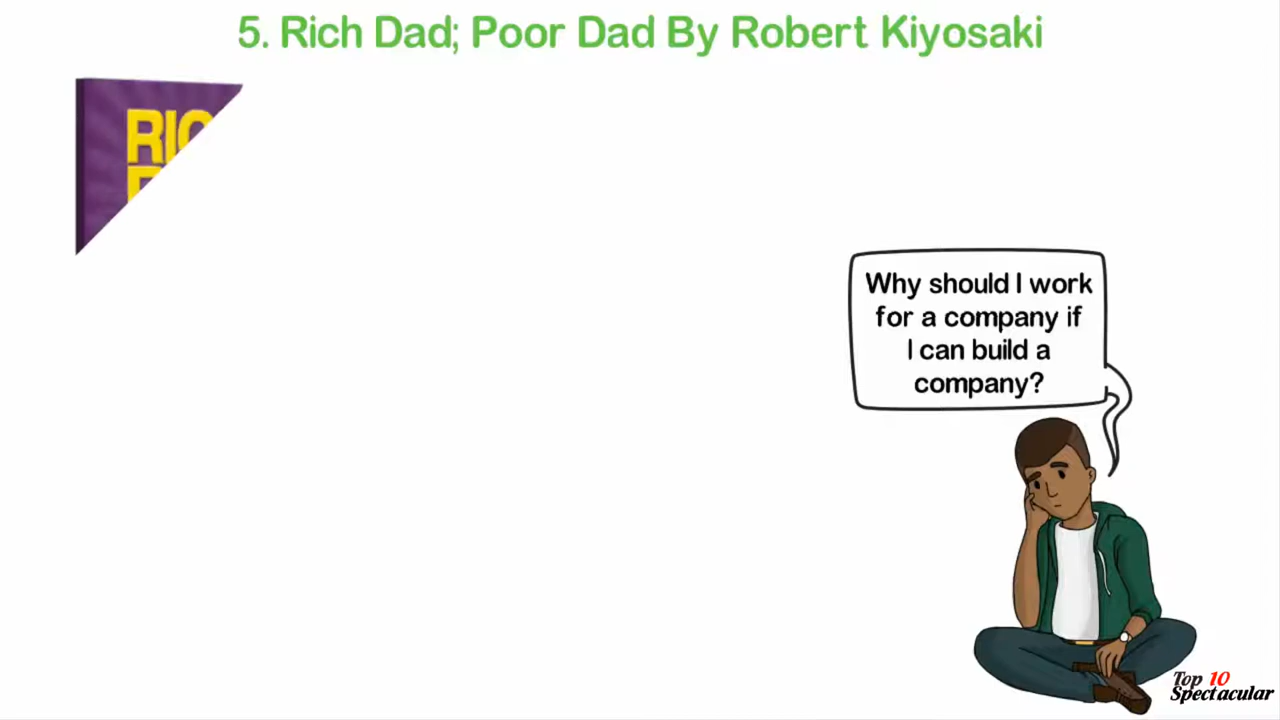 5. Rich Dad; Poor Dad By Robert Kiyosaki
Why should I work
for a company if
I can build a
company?
Top 10
Spectacular